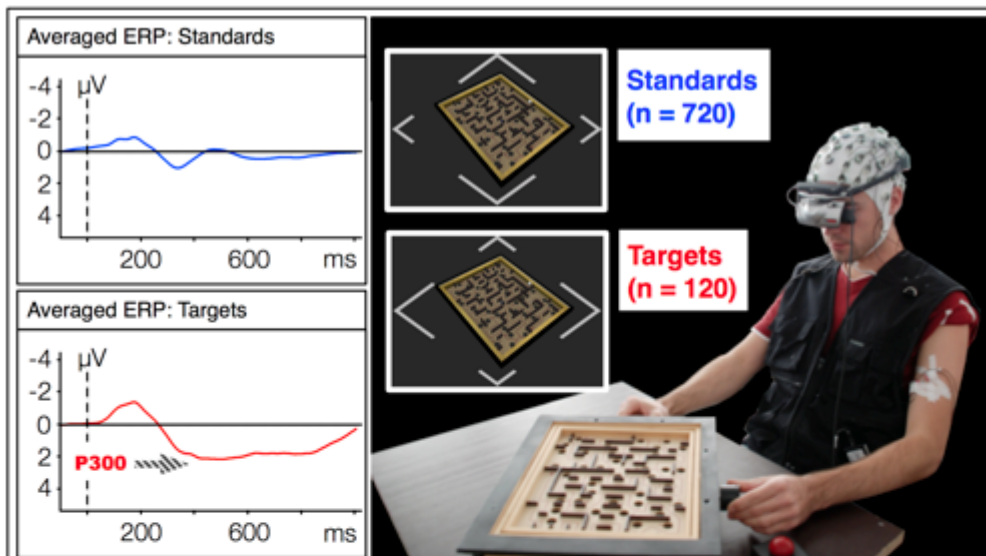 Averaged ERP: Standards
μV
-4
-2
0
2
4
200 600 ms
Averaged ERP: Targets
μV
-4
-2
0
2
4
P300
200 600 ms
Standards
(n = 720)
Targets
(n = 120)